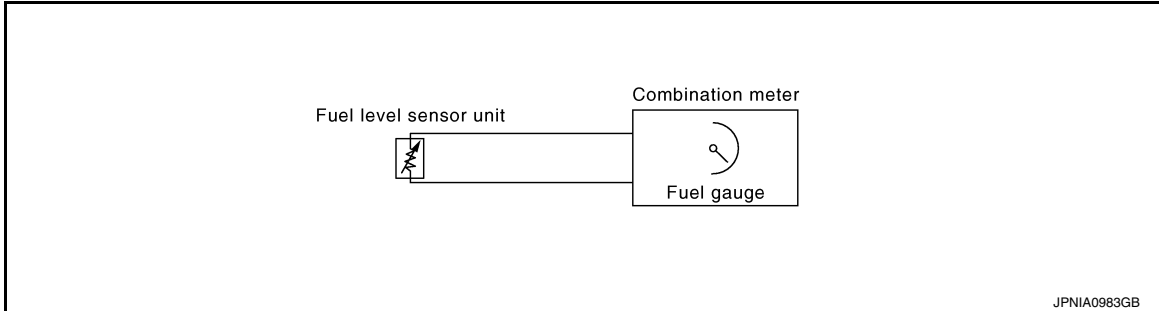 Combination meter
Fuel level sensor unit
Fuel gauge
JPNIA0983GB